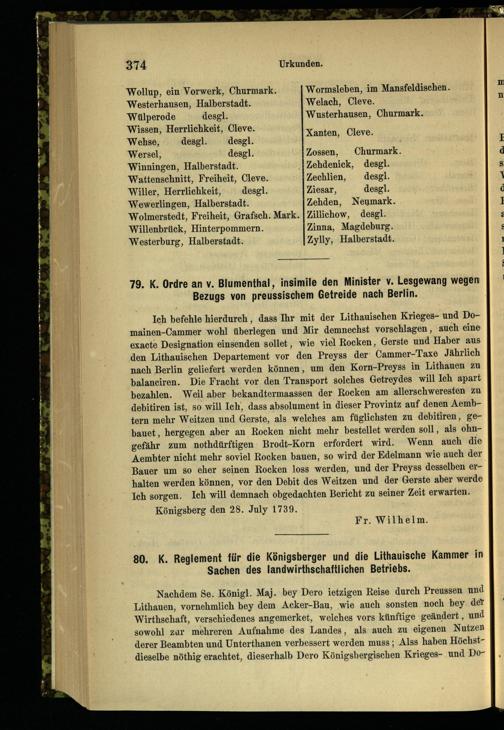 374
Urkunden.
Wollup, ein Vorwerk, Churmark.
Westerhausen, Halberstadt.
Wülperode desgl.
Wissen, Herrlichkeit, Cleve.
Wehse, desgl. desgl.
Wersel, desgl.
Winningen, Halberstadt.
Wattenschnitt, Freiheit, Cleve.
Willer, Herrlichkeit, desgl.
Wewerlingen, Halberstadt.
Wolmerstedt, Freiheit, Grafsch. Mark.
Willenbrück, Hinterpommern.
Westerburg, Halberstadt.
Wormsleben, im Mansfeldischen.
Welach, Cleve.
Wusterhausen, Churmark.
Xanten, Cleve.
Zossen, Churmark.
Zehdenick, desgl.
Zechlien, desgl.
Ziesar, desgl.
Zehden, Neumark.
Zillichow, desgl.
Zinna, Magdeburg.
Zylly, Halberstadt.
79. K. Ordre an v. Blumenthal, insimile den Minister v. Lesgewang wegen
Bezugs von preussischem Getreide nach Berlin.
Ich befehle hierdurch, dass Ihr mit der Lithauischen Krieges- und Do-
mainen-Cammer wohl überlegen und Mir demnechst vorschlagen, auch eine
exacte Designation einsenden sollet, wie viel Rocken, Gerste und Haber aus
den Lithauischen Departement vor den Preyss der Cammer-Taxe Jährlich
nach Berlin geliefert werden können, um den Korn-Preyss in Lithauen zu
balanciren. Die Fracht vor den Transport solches Getreydes will Ich apart
bezahlen. Weil aber bekandtermaassen der Rocken am allerschweresten zu
debitiren ist, so will Ich, dass absolument in dieser Provintz auf denen Aemb-
tern mehr Weitzen und Gerste, als welches am füglichsten zu debitiren, ge-
bauet, hergegen aber an Rocken nicht mehr bestellet werden soll, als ohn-
gefähr zum nothdürftigen Brodt-Korn erfordert wird. Wenn auch die
Aembter nicht mehr soviel Rocken bauen, so wird der Edelmann wie auch der
Bauer um so eher seinen Rocken loss werden, und der Preyss desselben er-
halten werden können, vor den Debit des Weitzen und der Gerste aber werde
Ich sorgen. Ich will demnach obgedachten Bericht zu seiner Zeit erwarten.
Königsberg den 28. July 1739.
Fr. Wilhelm.
80. K. Reglement für die Königsberger und die Lithauische Kammer in
Sachen des landwirthschaftlichen Betriebs.
Nachdem Se. Königl. Maj. bey Dero ietzigen Reise durch Preussen und
Lithauen, vornehmlich bey dem Acker-Bau, wie auch sonsten noch bey der
Wirthschaft, verschiedenes angemerket, welches vors künftige geändert, und
sowohl zur mehreren Aufnahme des Landes, als auch zu eigenen Nutzen
derer Beambten und Unterthanen verbessert werden muss; Alss haben Höchst-
dieselbe nöthig erachtet, dieserhalb Dero Königsbergischen Krieges- und Do-